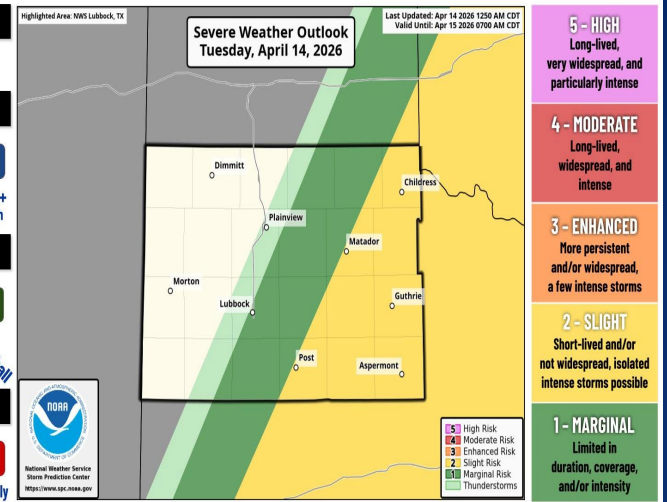 Highlighted Area: NWS Lubbock, TX
Severe Weather Outlook
Tuesday, April 14, 2026
Last Updated: Apr 14 2026 1250 AM CDT
Valid Until: Apr 15 2026 0700 AM CDT
Dimmitt
Childress
Plainview
Matador
Morton
Lubbock
Guthrie
Post
Aspermont
NOAA
National Weather Service
Storm Prediction Center
https://www.spc.noaa.gov
5 High Risk
4 Moderate Risk
3 Enhanced Risk
2 Slight Risk
1 Marginal Risk
Thunderstorms
5 - HIGH
Long-lived,
very widespread, and
particularly intense
4 - MODERATE
Long-lived,
widespread, and
intense
3 - ENHANCED
More persistent
and/or widespread,
a few intense storms
2 - SLIGHT
Short-lived and/or
not widespread, isolated
intense storms possible
1 - MARGINAL
Limited in
duration, coverage,
and/or intensity